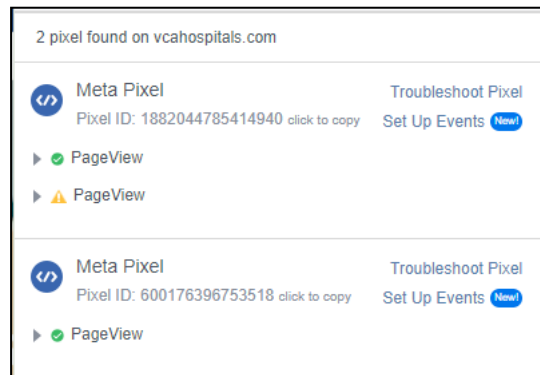 2 pixel found on vcahospitals.com
Meta Pixel Troubleshoot Pixel
Pixel ID: 1882044785414940 click to copy Set Up Events New!
PageView
PageView
Meta Pixel Troubleshoot Pixel
Pixel ID: 600176396753518 click to copy Set Up Events New!
PageView